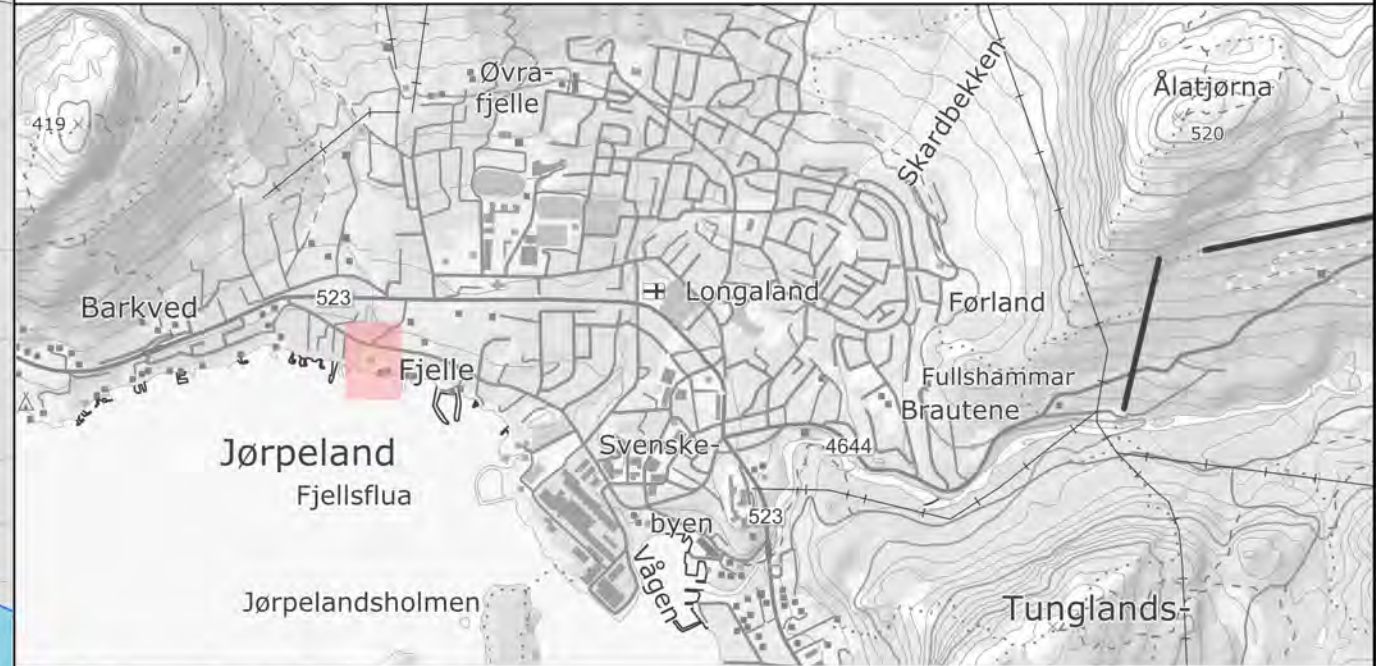 Øvra-
fjelle
Skardbekken
Ålatjørna
520
419
Barkved
523
Longaland
Førland
Fjelle
Fullshammar
Brautene
Jørpeland
Svenske-
4644
Fjellsflua
byen
523
Vågen
Jørpelandsholmen
Tunglands-